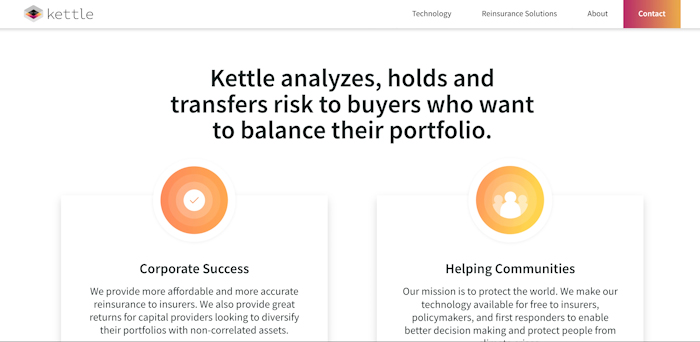 kettle
Technology
Reinsurance Solutions
About
Contact
Kettle analyzes, holds and
transfers risk to buyers who want
to balance their portfolio.
Corporate Success
We provide more affordable and more accurate
reinsurance to insurers. We also provide great
returns for capital providers looking to diversify
their portfolios with non-correlated assets.
Helping Communities
Our mission is to protect the world. We make our
technology available for free to insurers,
policymakers, and first responders to enable
better decision making and protect people from